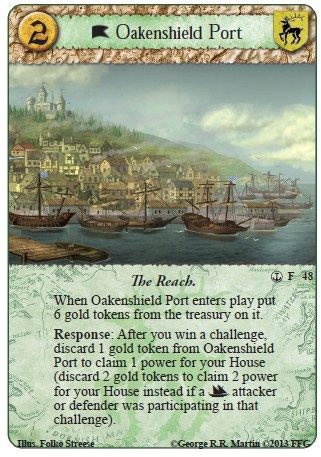 2
Oakenshield Port
The Reach.
F 48
When Oakenshield Port enters play put
6 gold tokens from the treasury on it.
Response: After you win a challenge,
discard 1 gold token from Oakenshield
Port to claim 1 power for your House
(discard 2 gold tokens to claim 2 power
for your House instead if a attacker
or defender was participating in that
challenge).
Illus. Folko Streese
©George R.R. Martin ©2013 FFG